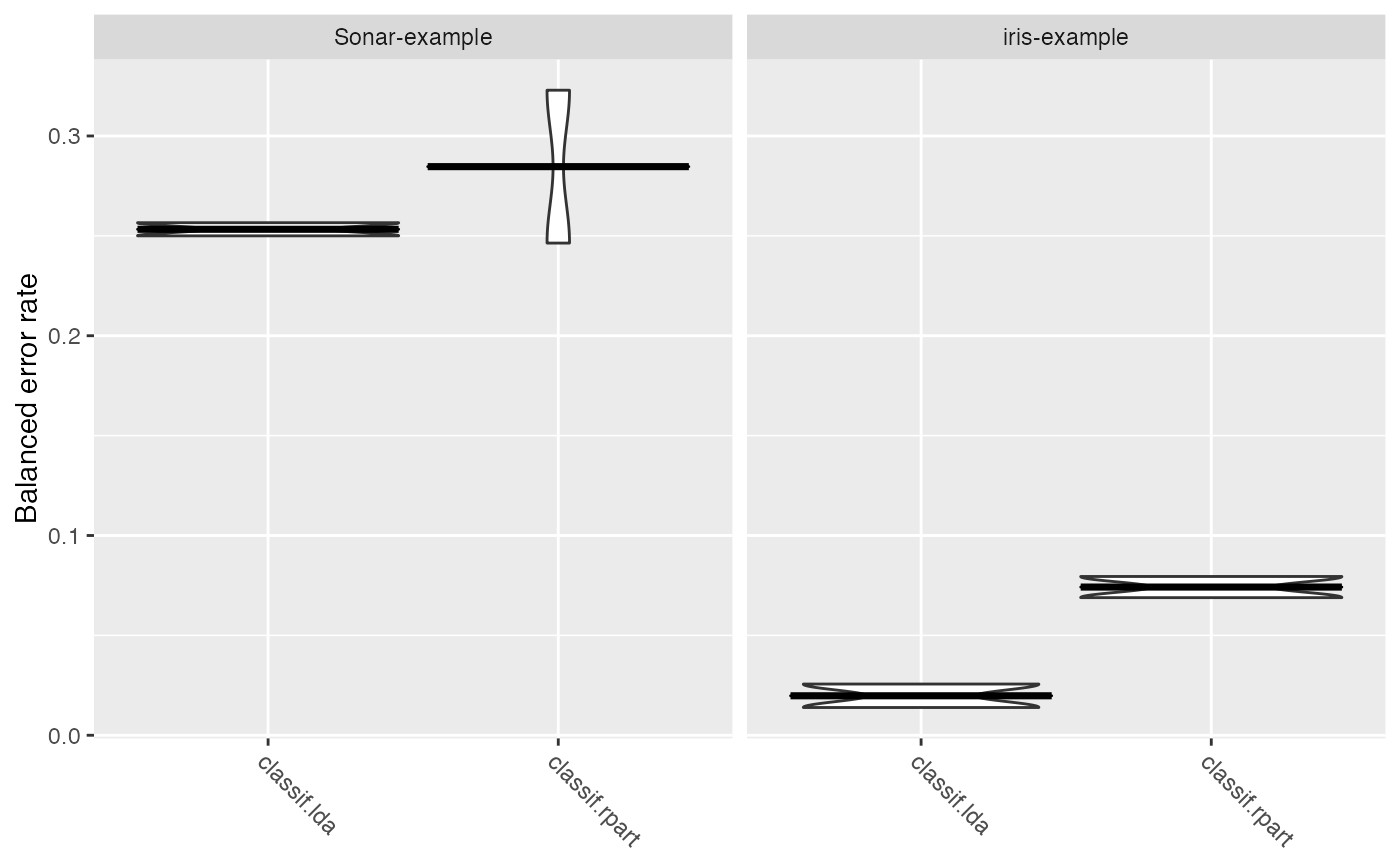 Sonar-example
iris-example
Balanced error rate
0.3
0.2
0.1
0.0
classif.lda
classif.rpart
classif.lda
classif.rpart